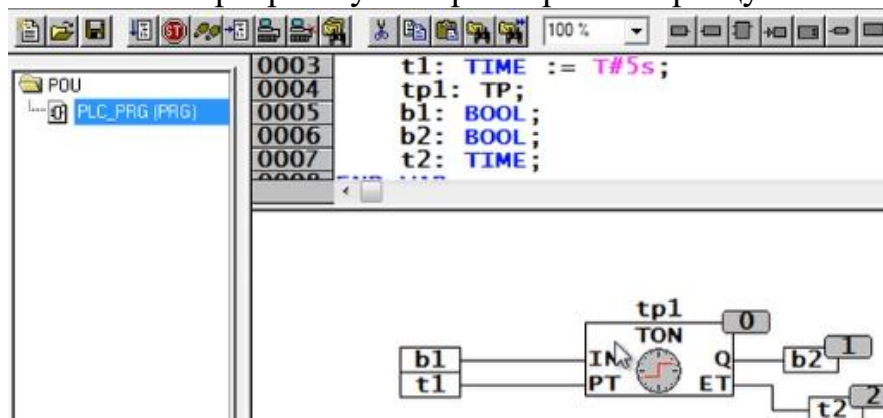 100 %
POU
PLC_PRG (PRG)
0003 t1: TIME := T#5s;
0004 tp1: TP;
0005 b1: BOOL;
0006 b2: BOOL;
0007 t2: TIME;
tp1
0
TON
b1 IN Q b2 1
t1 PT ET
t2 2